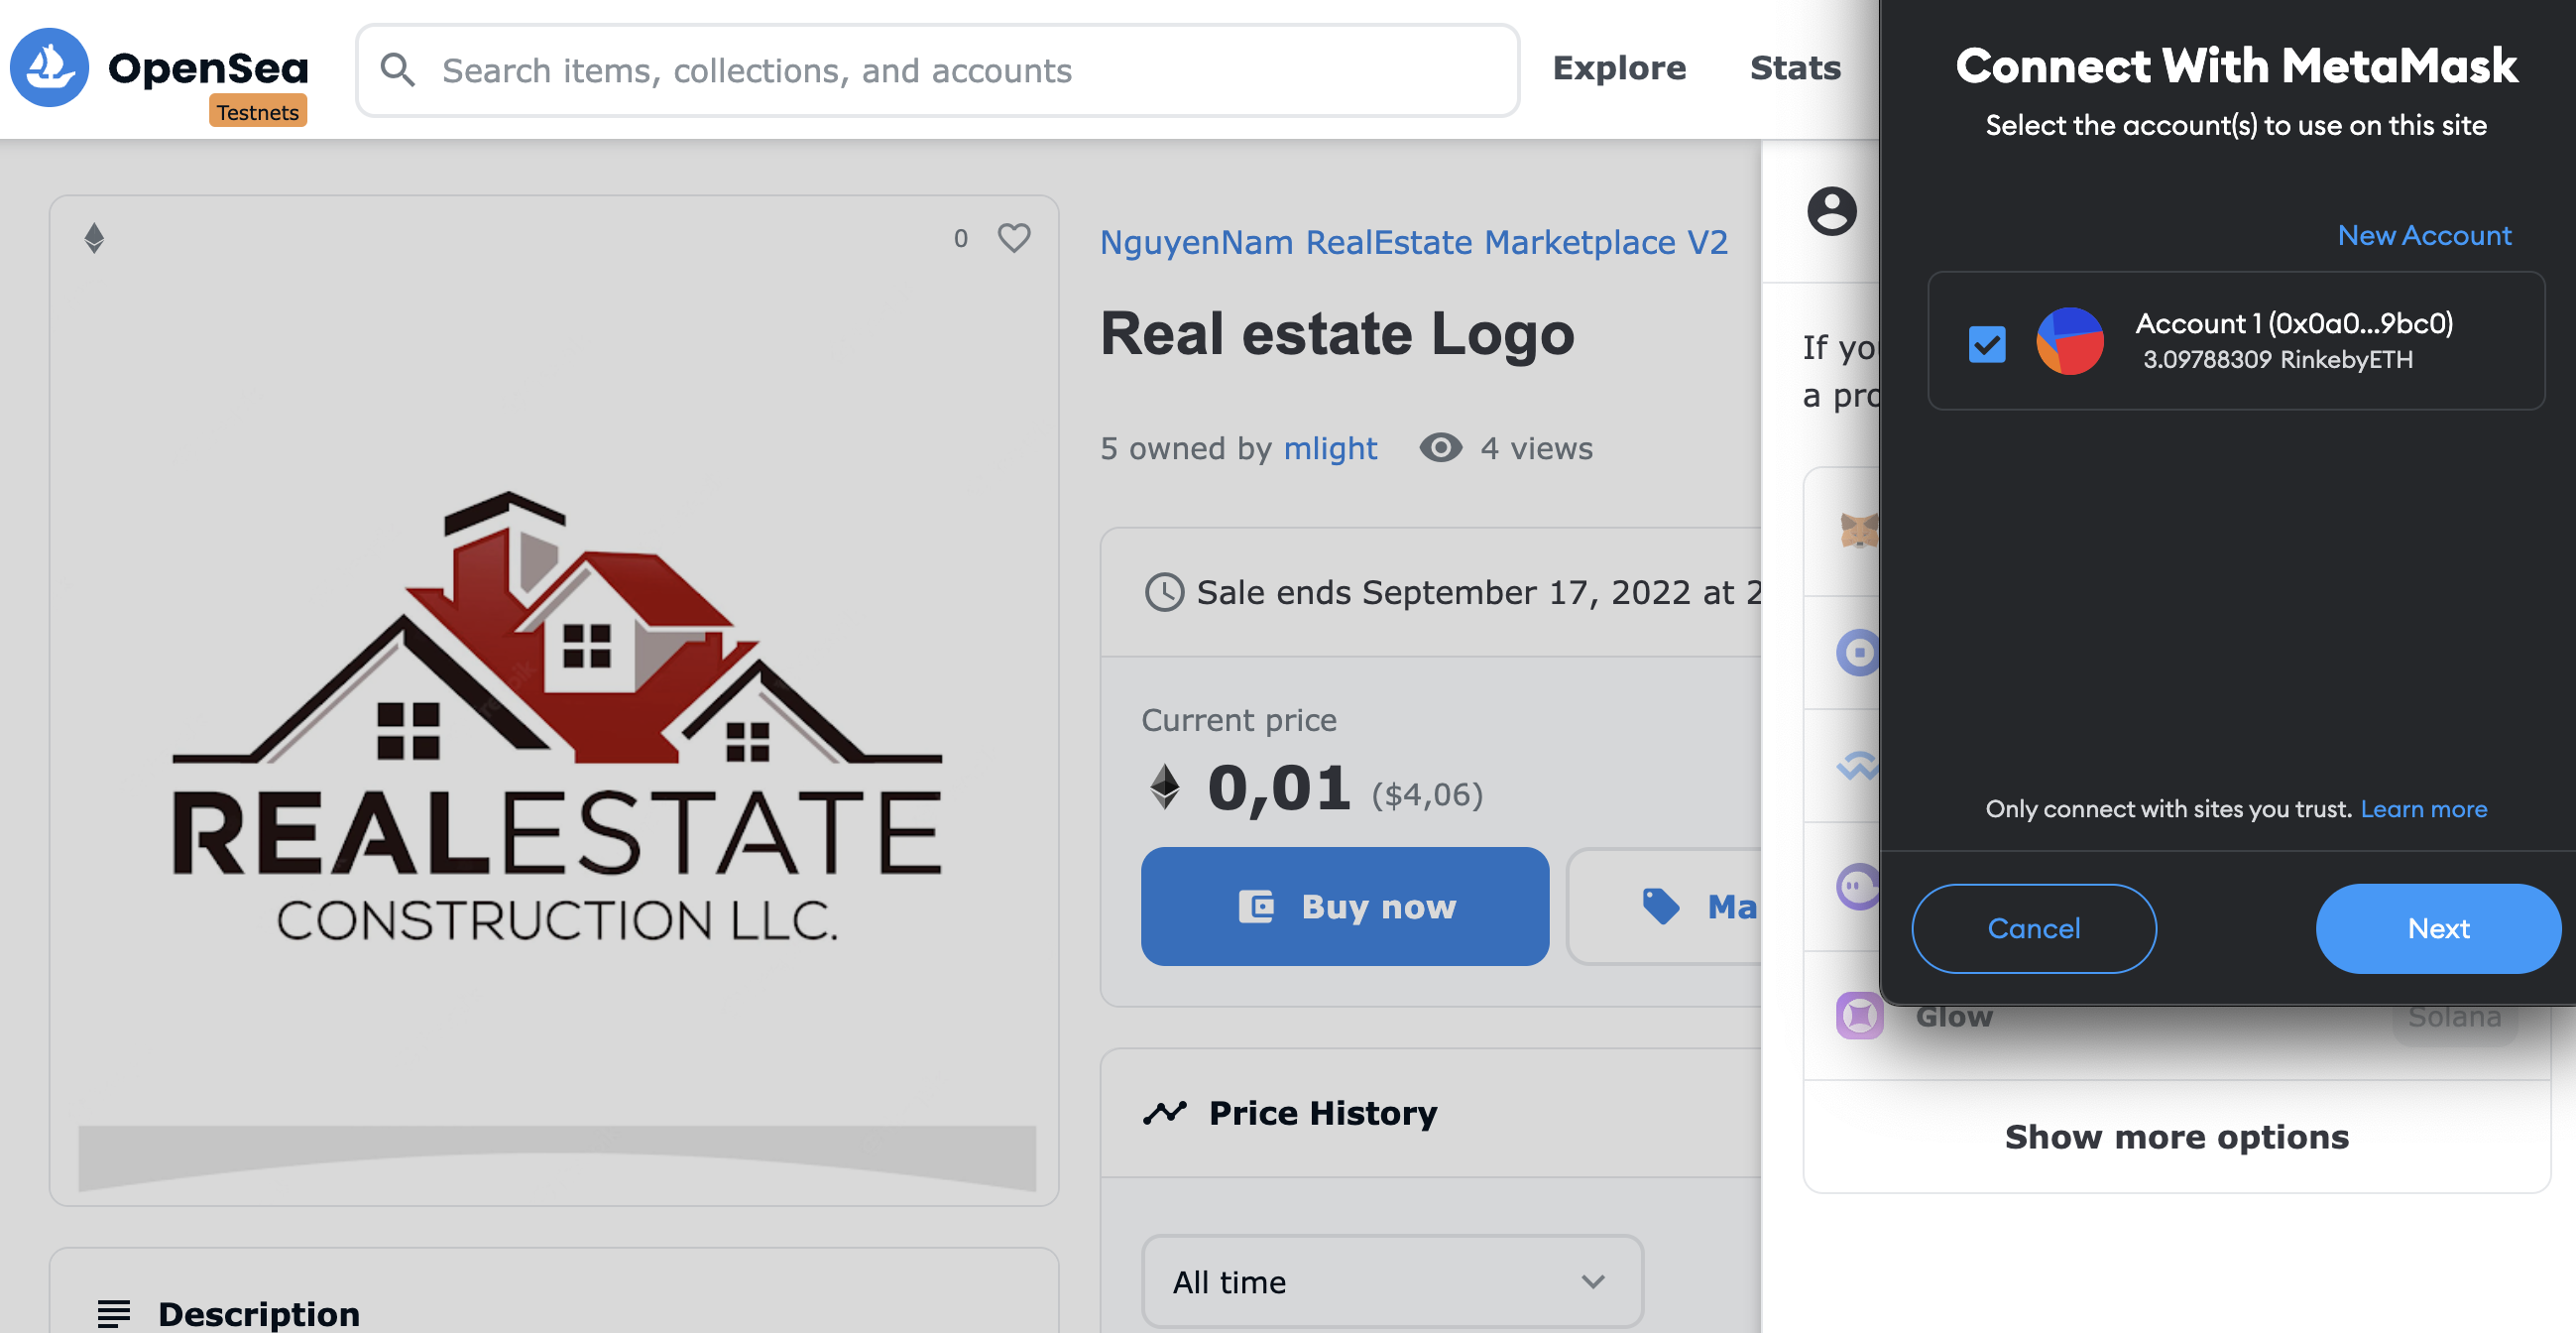 OpenSea
Testnets
Search items, collections, and accounts
Explore
Stats
0
NguyenNam RealEstate Marketplace V2
Real estate Logo
5 owned by mlight
4 views
Sale ends September 17, 2022 at 2
Current price
0,01 ($4,06)
Buy now
Ma
Price History
All time
REALESTATE
CONSTRUCTION LLC.
Description
If yo
a pro
Glow
Solana
Show more options
Connect With MetaMask
Select the account(s) to use on this site
New Account
Account 1 (0x0a0...9bc0)
3.09788309 RinkebyETH
Only connect with sites you trust. Learn more
Cancel
Next